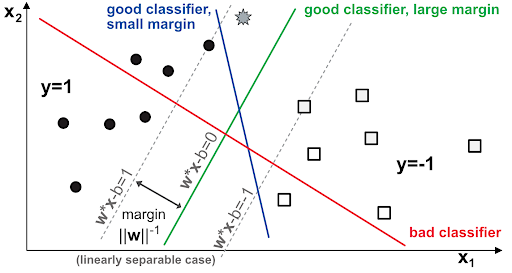 x2
good classifier,
small margin
good classifier, large margin
y=1
w*x-b=1
w*x-b=0
w*x-b=-1
y=-1
margin
||w||-1
bad classifier
(linearly separable case)
x1